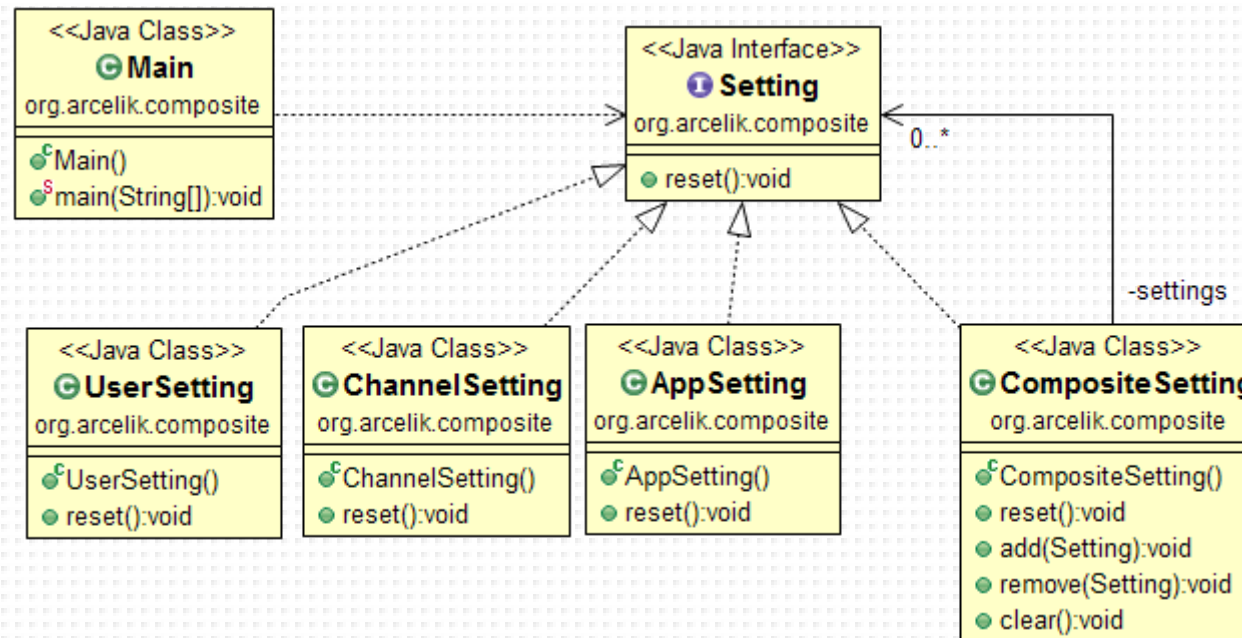 <<Java Class>>
Main
org.arcelik.composite
Main()
main(String[]):void
<<Java Interface>>
Setting
org.arcelik.composite
reset():void
0..*
-settings
<<Java Class>>
UserSetting
org.arcelik.composite
UserSetting()
reset():void
<<Java Class>>
ChannelSetting
org.arcelik.composite
ChannelSetting()
reset():void
<<Java Class>>
AppSetting
org.arcelik.composite
AppSetting()
reset():void
<<Java Class>>
CompositeSetting
org.arcelik.composite
CompositeSetting()
reset():void
add(Setting):void
remove(Setting):void
clear():void